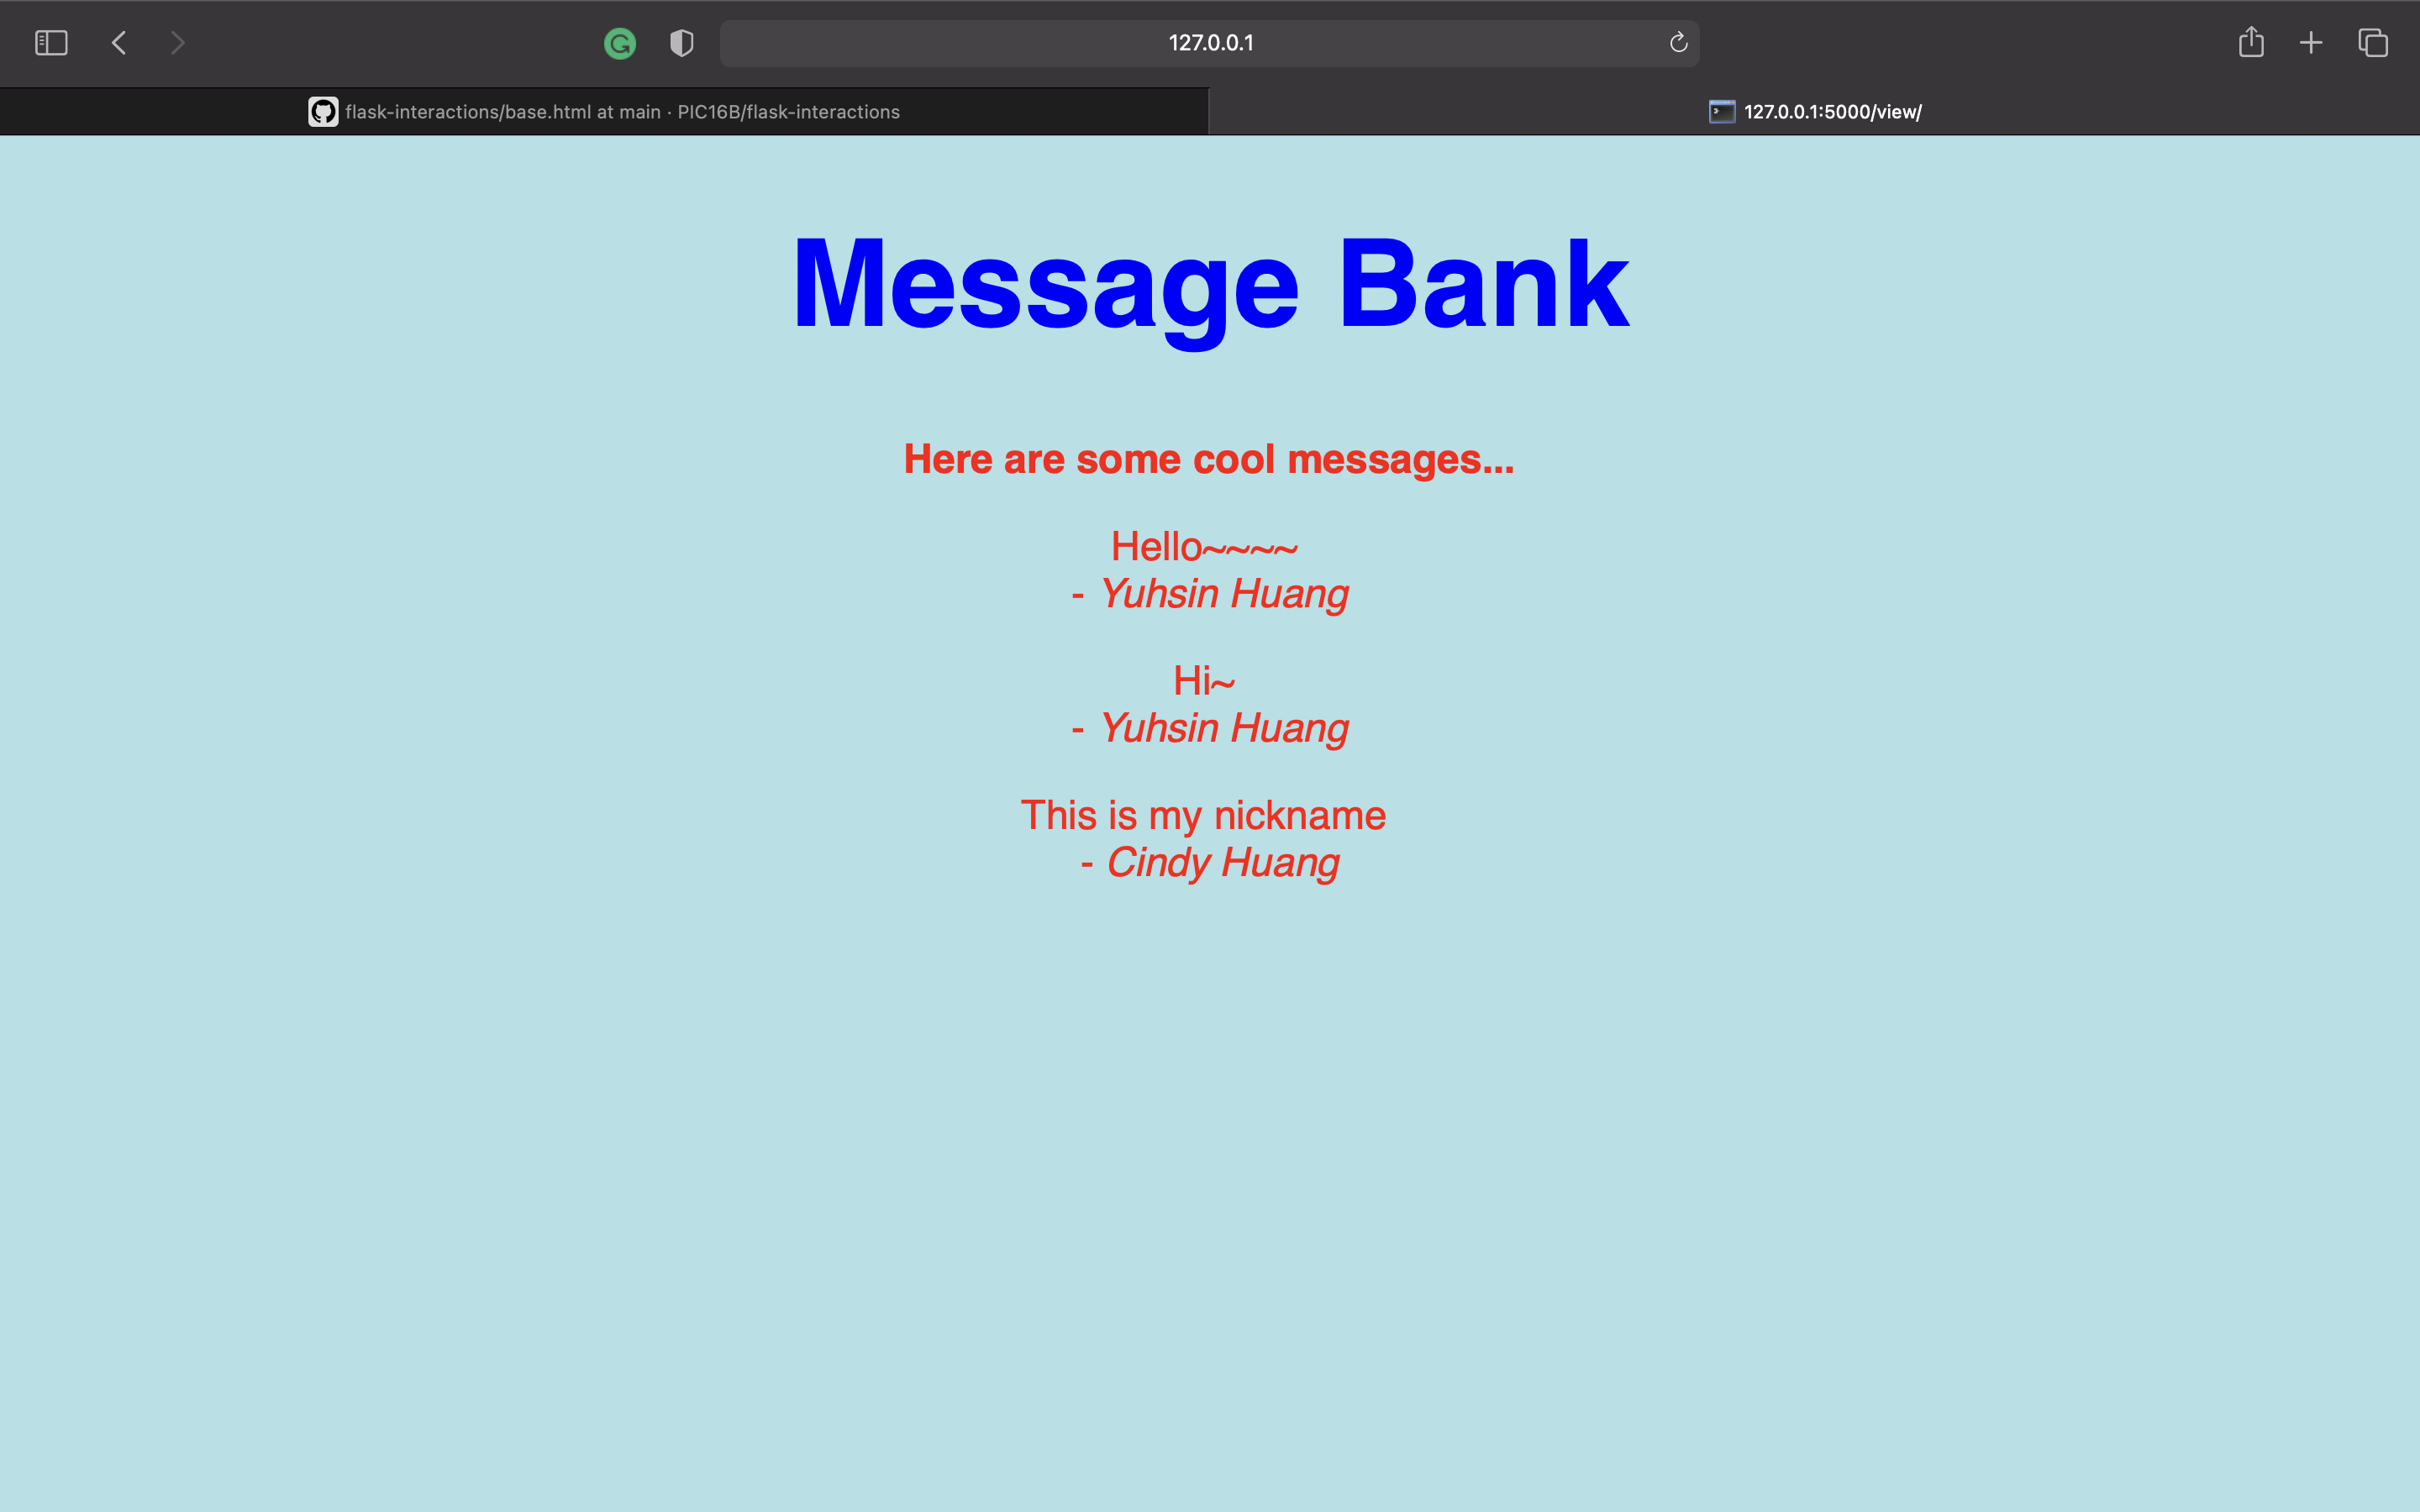 127.0.0.1
flask-interactions/base.html at main · PIC16B/flask-interactions
127.0.0.1:5000/view/
Message Bank
Here are some cool messages...
Hello~~~~
- Yuhsin Huang
Hi~
- Yuhsin Huang
This is my nickname
- Cindy Huang